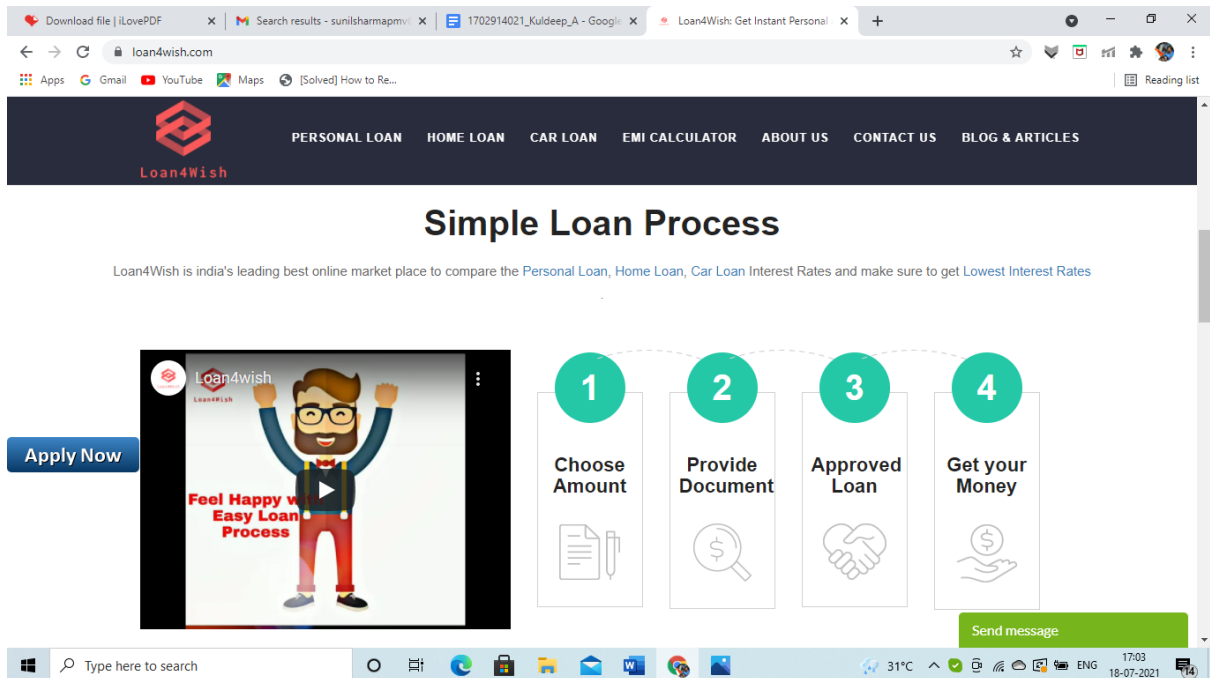 Download file | iLovePDF
Search results - sunilsharmapmvt
1702914021_Kuldeep_A - Google
Loan4Wish: Get Instant Personal
loan4wish.com
Apps Gmail YouTube Maps [Solved] How to Re... Reading list
Loan4Wish
PERSONAL LOAN HOME LOAN CAR LOAN EMI CALCULATOR ABOUT US CONTACT US BLOG & ARTICLES
Simple Loan Process
Loan4Wish is india's leading best online market place to compare the Personal Loan, Home Loan, Car Loan Interest Rates and make sure to get Lowest Interest Rates
.
Apply Now
Loan4wish
Loan4Wish
Feel Happy with
Easy Loan
Process
1
Choose
Amount
2
Provide
Document
3
Approved
Loan
4
Get your
Money
Send message
Type here to search
31°C
ENG
17:03
18-07-2021
14